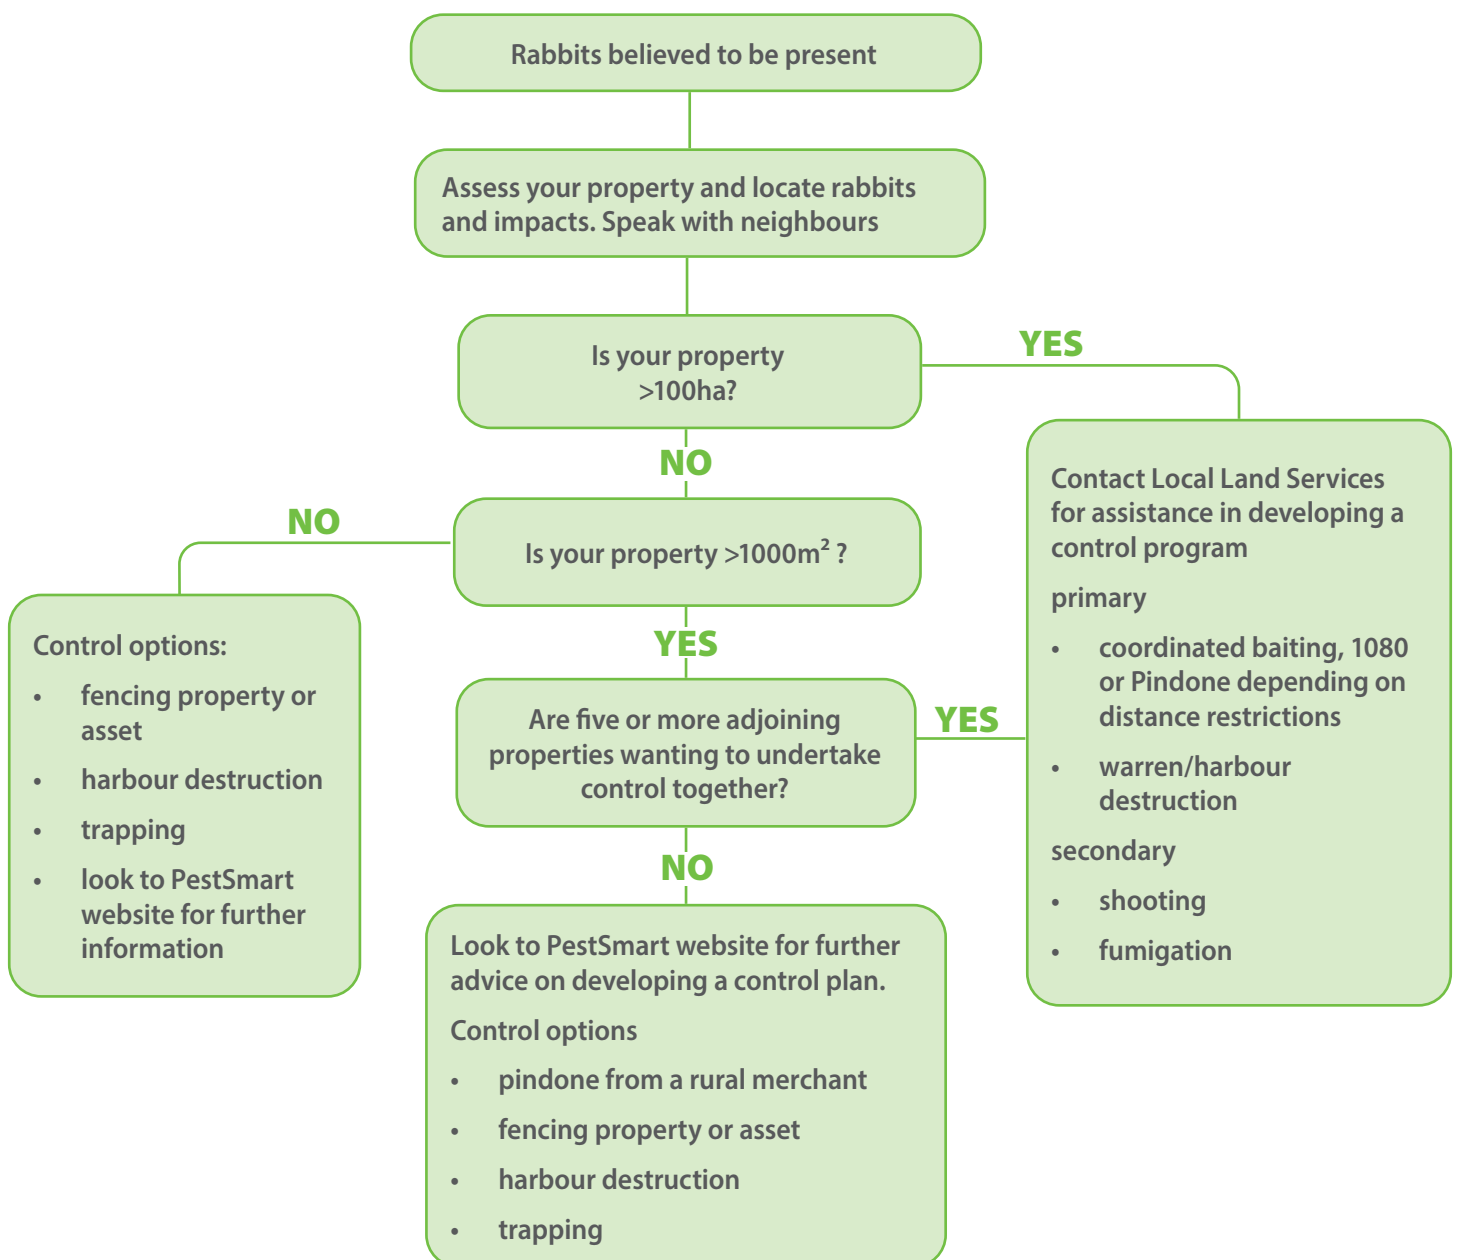 Rabbits believed to be present
Assess your property and locate rabbits
and impacts. Speak with neighbours
Is your property
>100ha?
YES
NO
Is your property >1000m² ?
NO
YES
Are five or more adjoining
properties wanting to undertake
control together?
YES
NO
Control options:
• fencing property or
asset
• harbour destruction
• trapping
• look to PestSmart
website for further
information
Look to PestSmart website for further
advice on developing a control plan.
Control options
• pindone from a rural merchant
• fencing property or asset
• harbour destruction
• trapping
Contact Local Land Services
for assistance in developing a
control program
primary
• coordinated baiting, 1080
or Pindone depending on
distance restrictions
• warren/harbour
destruction
secondary
• shooting
• fumigation